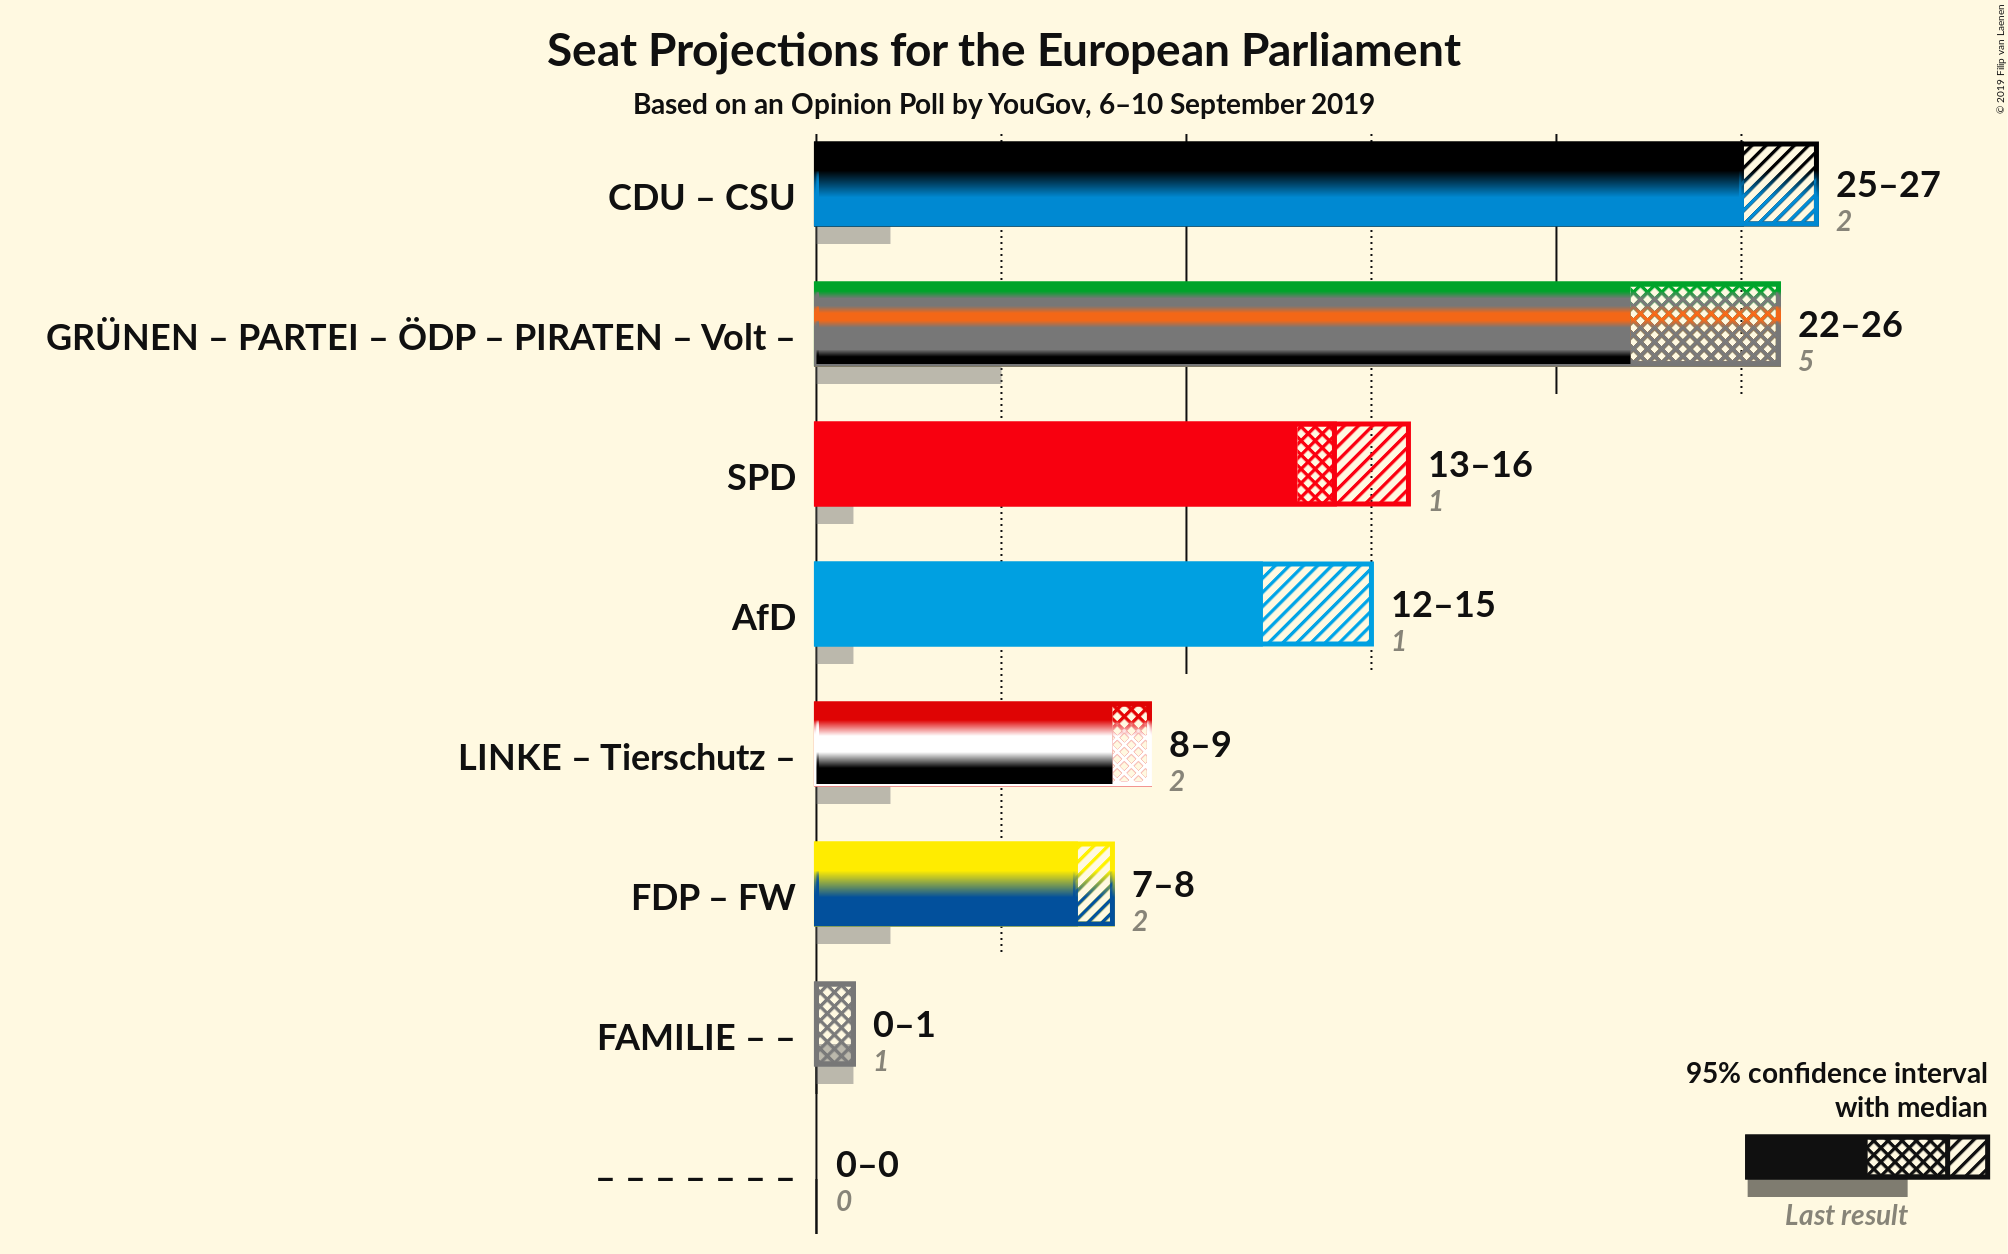 Seat Projections for the European Parliament
Based on an Opinion Poll by YouGov, 6–10 September 2019
© 2019 Filip van Laenen
CDU – CSU
25–27
2
GRÜNEN – PARTEI – ÖDP – PIRATEN – Volt –
22–26
5
SPD
13–16
1
AfD
12–15
1
LINKE – Tierschutz –
8–9
2
FDP – FW
7–8
2
FAMILIE – –
0–1
1
– – – – – – –
0–0
0
95% confidence interval
with median
Last result